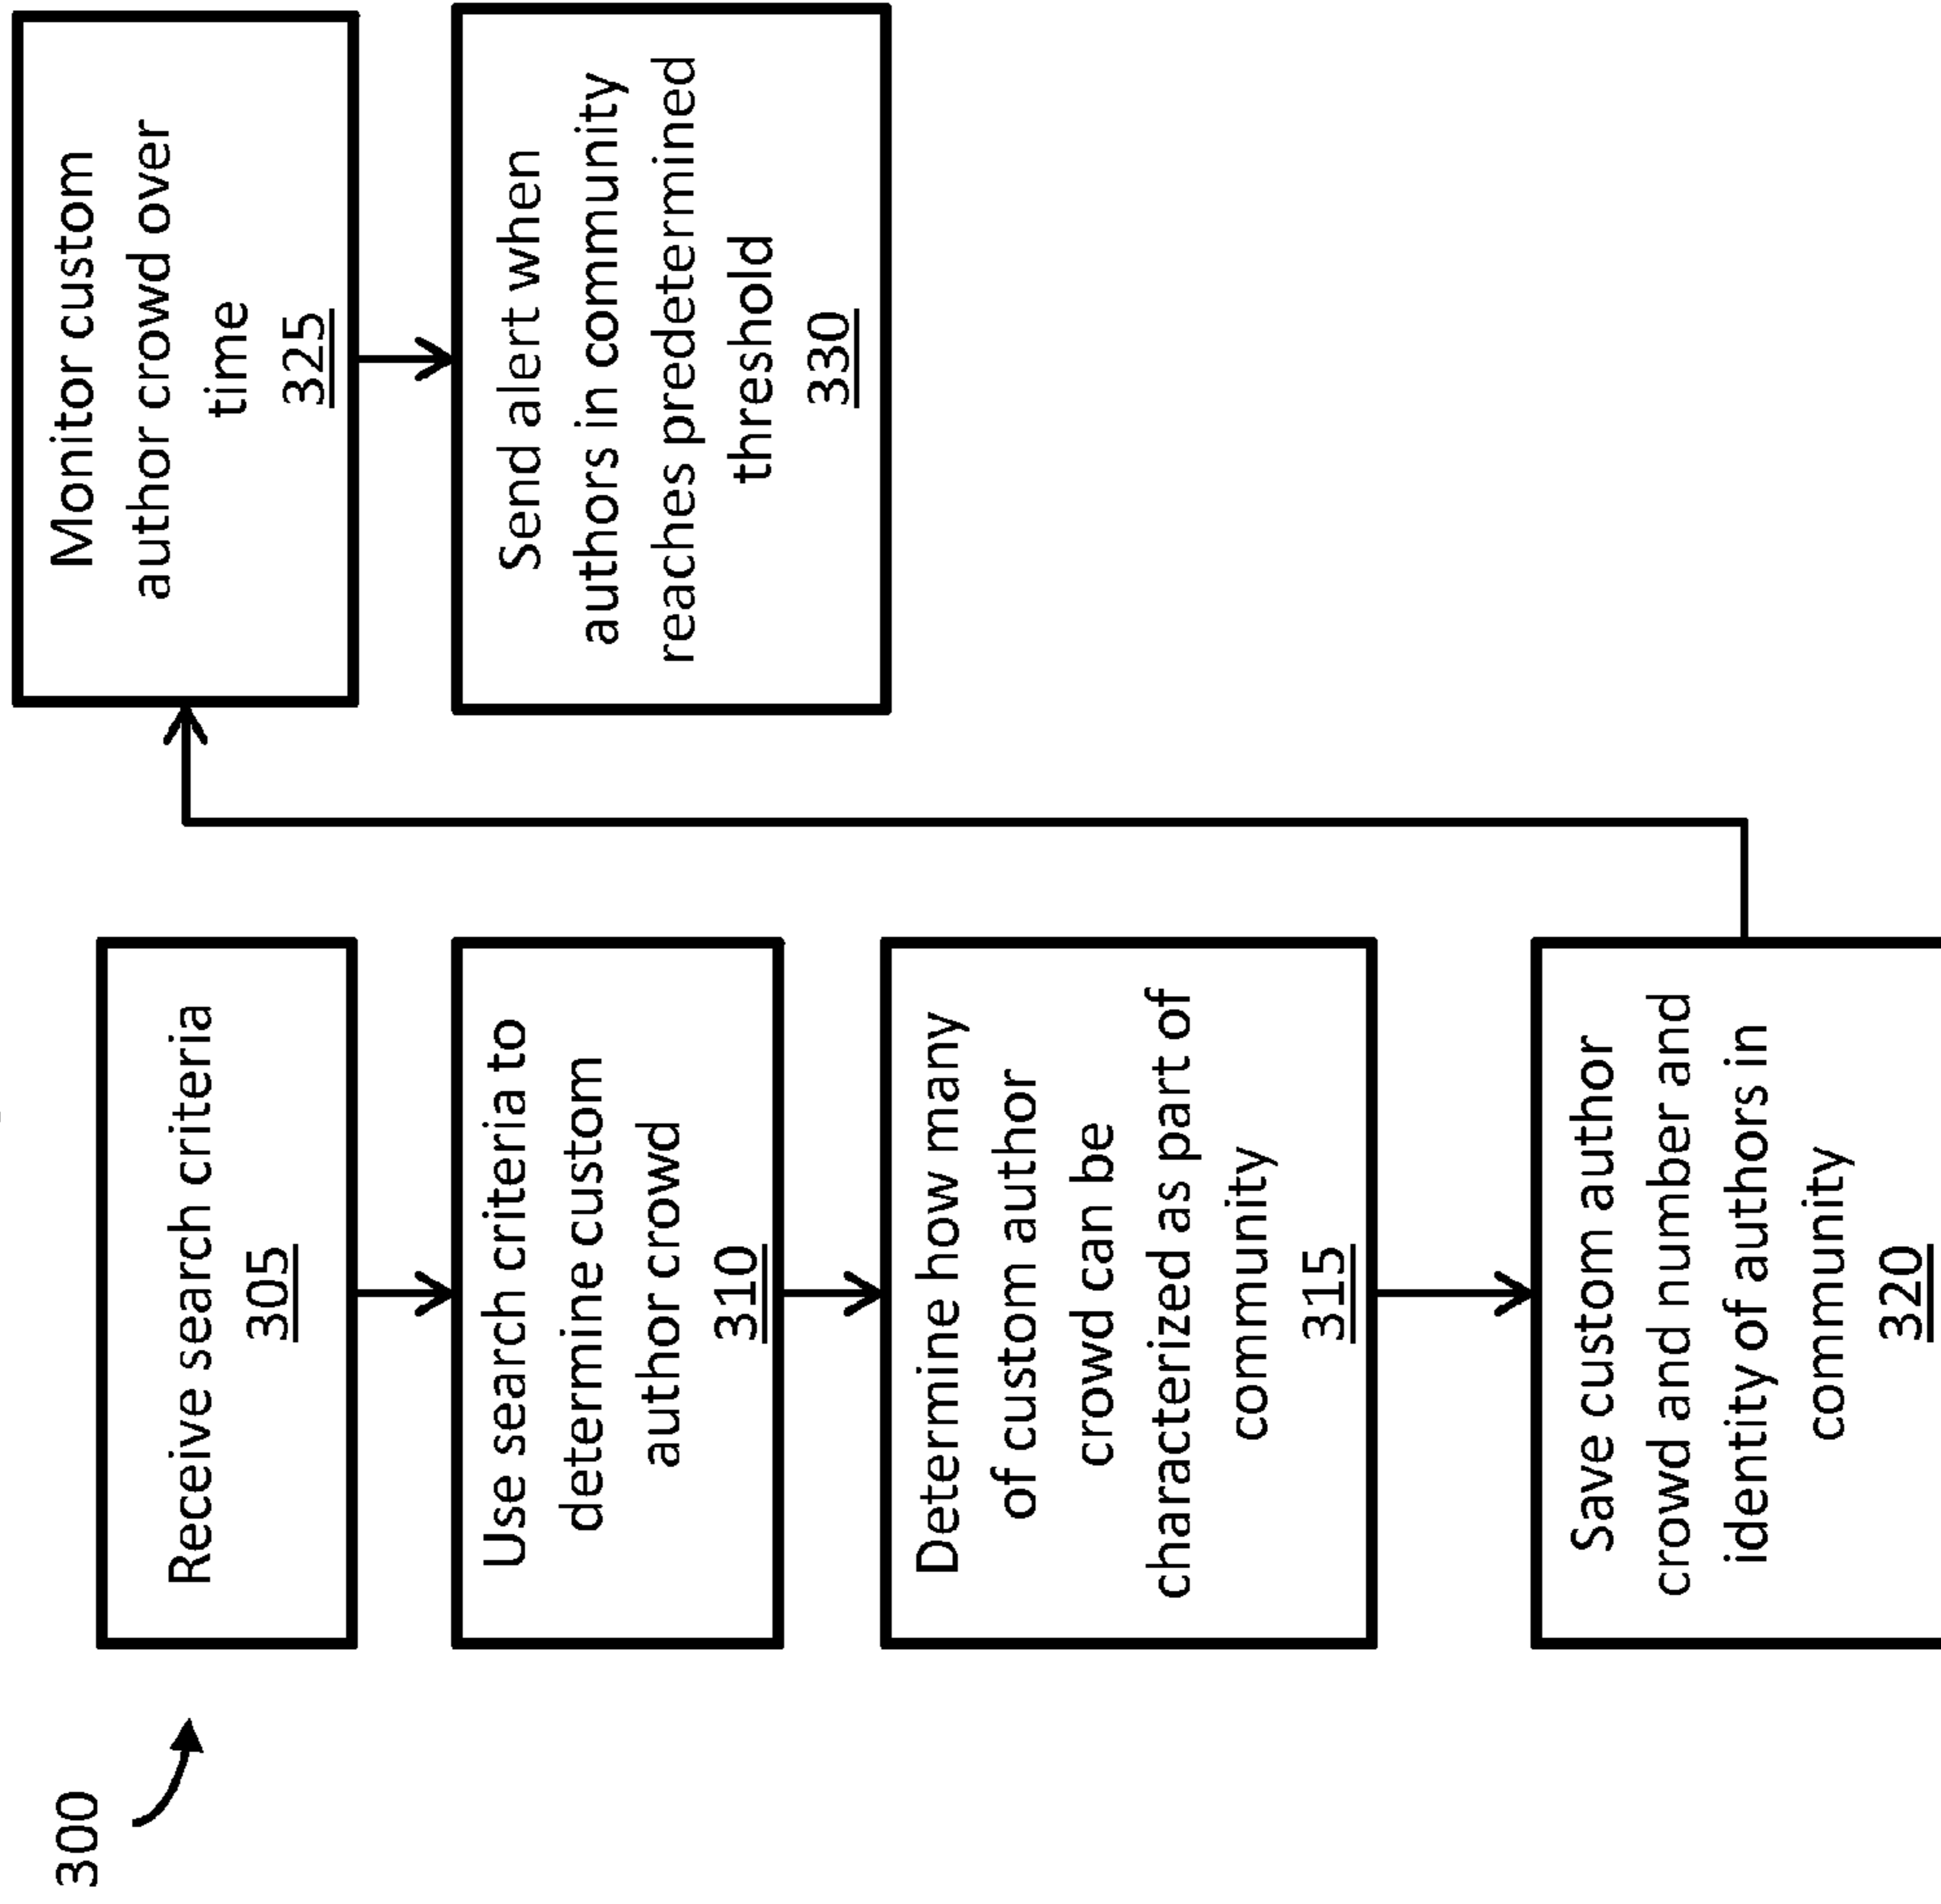 300
Receive search criteria
305
Use search criteria to
determine custom
author crowd
310
Determine how many
of custom author
crowd can be
characterized as part of
community
315
Save custom author
crowd and number and
identity of authors in
community
320
Monitor custom
author crowd over
time
325
Send alert when
authors in community
reaches predetermined
threshold
330